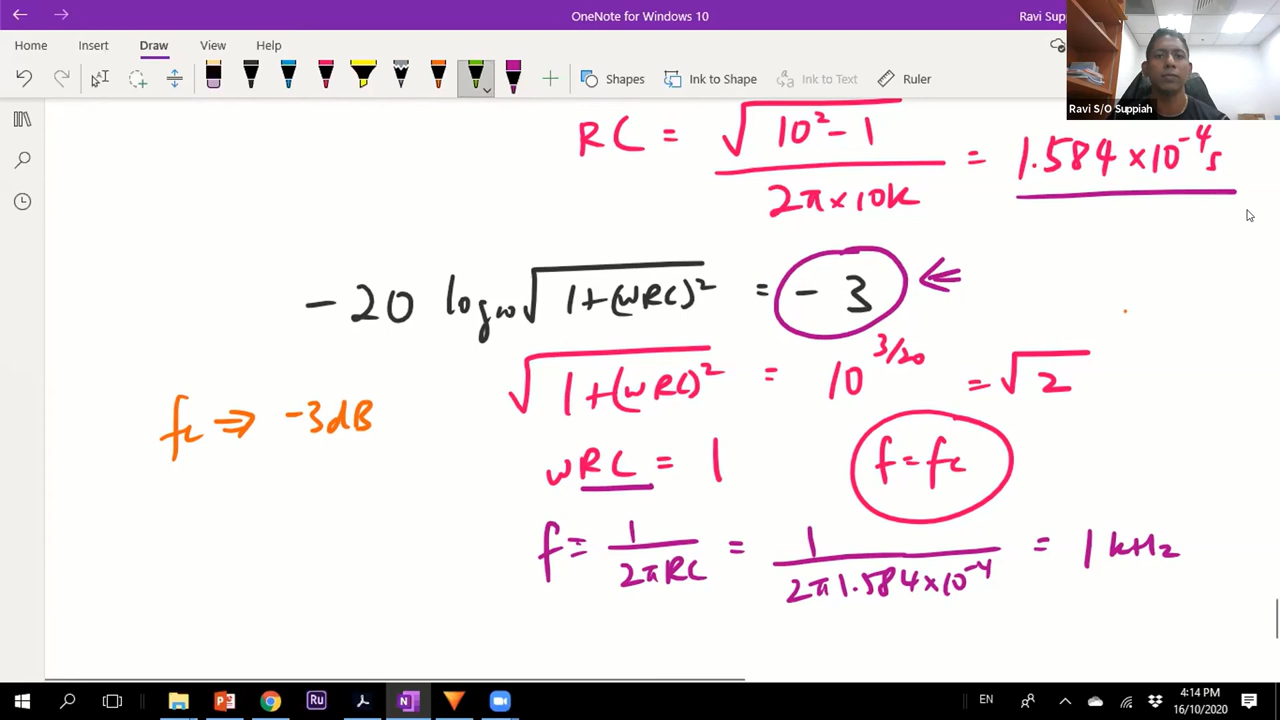 OneNote for Windows 10
Ravi Supp
Home Insert Draw View Help
Shapes Ink to Shape Ink to Text Ruler
Ravi S/O Suppiah
RC = √(10² - 1) / (2π × 10k) = 1.584 × 10⁻⁴ s
-20 log₁₀ √(1+(WRC)²) = -3
√(1+(WRC)²) = 10^(3/20) = √2
fc ⇒ -3dB
WRC = 1
f = fc
f = 1/(2πRC) = 1/(2π1.584×10⁻⁴) = 1 kHz
EN
4:14 PM
16/10/2020